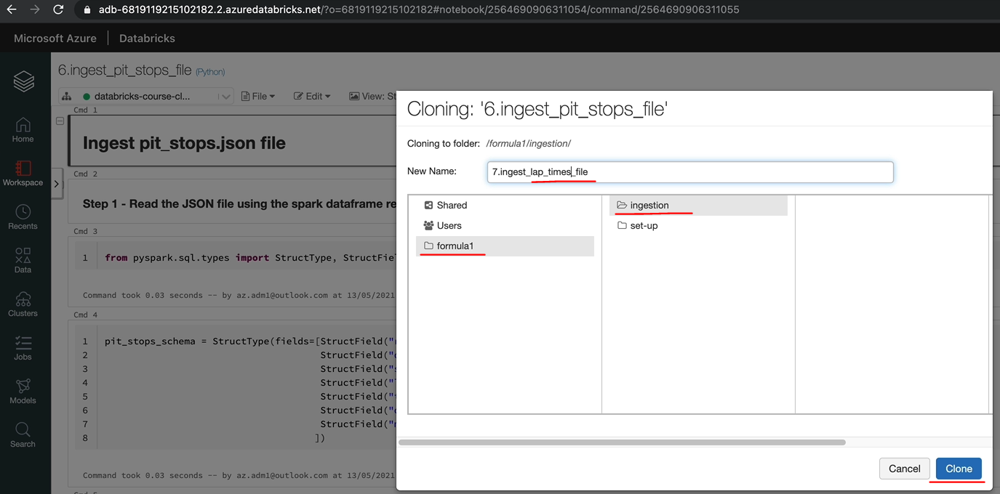 adb-6819119215102182.2.azuredatabricks.net/?o=6819119215102182#notebook/2564690906311054/command/2564690906311055
Microsoft Azure | Databricks
6.ingest_pit_stops_file (Python)
databricks-course-cl...
File
Edit
View: St
Home
Workspace
Recents
Data
Clusters
Jobs
Models
Search
Cmd 1
Ingest pit_stops.json file
Cmd 2
Step 1 - Read the JSON file using the spark dataframe re
Cmd 3
1 from pyspark.sql.types import StructType, StructFiel
Command took 0.03 seconds -- by az.adm1@outlook.com at 13/05/2021
Cmd 4
1 pit_stops_schema = StructType(fields=[StructField("
2 StructField("
3 StructField("
4 StructField("
5 StructField("
6 StructField("
7 StructField("
8 ])
Command took 0.03 seconds -- by az.adm1@outlook.com at 13/05/2021
Cloning: '6.ingest_pit_stops_file'
Cloning to folder: /formula1/ingestion/
New Name: 7.ingest_lap_times_file
Shared
Users
formula1
ingestion
set-up
Cancel
Clone